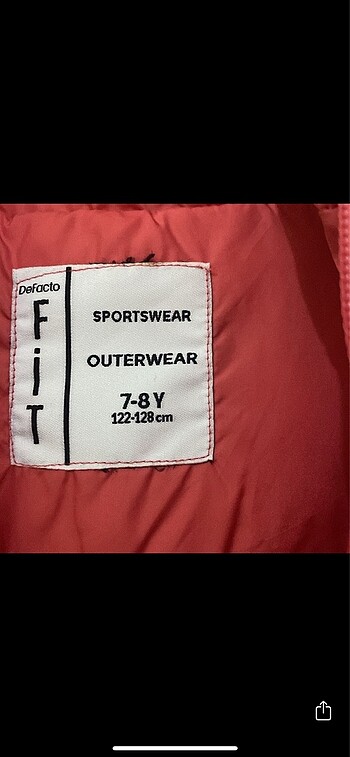 DeFacto
FiT
SPORTSWEAR
OUTERWEAR
7-8 Y
122-128 cm